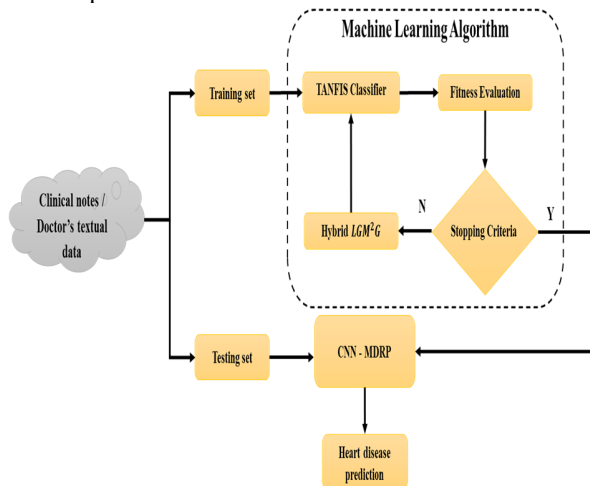 Machine Learning Algorithm
Training set
TANFIS Classifier
Fitness Evaluation
Clinical notes /
Doctor's textual
data
N
Y
Hybrid LGM²G
Stopping Criteria
Testing set
CNN - MDRP
Heart disease
prediction